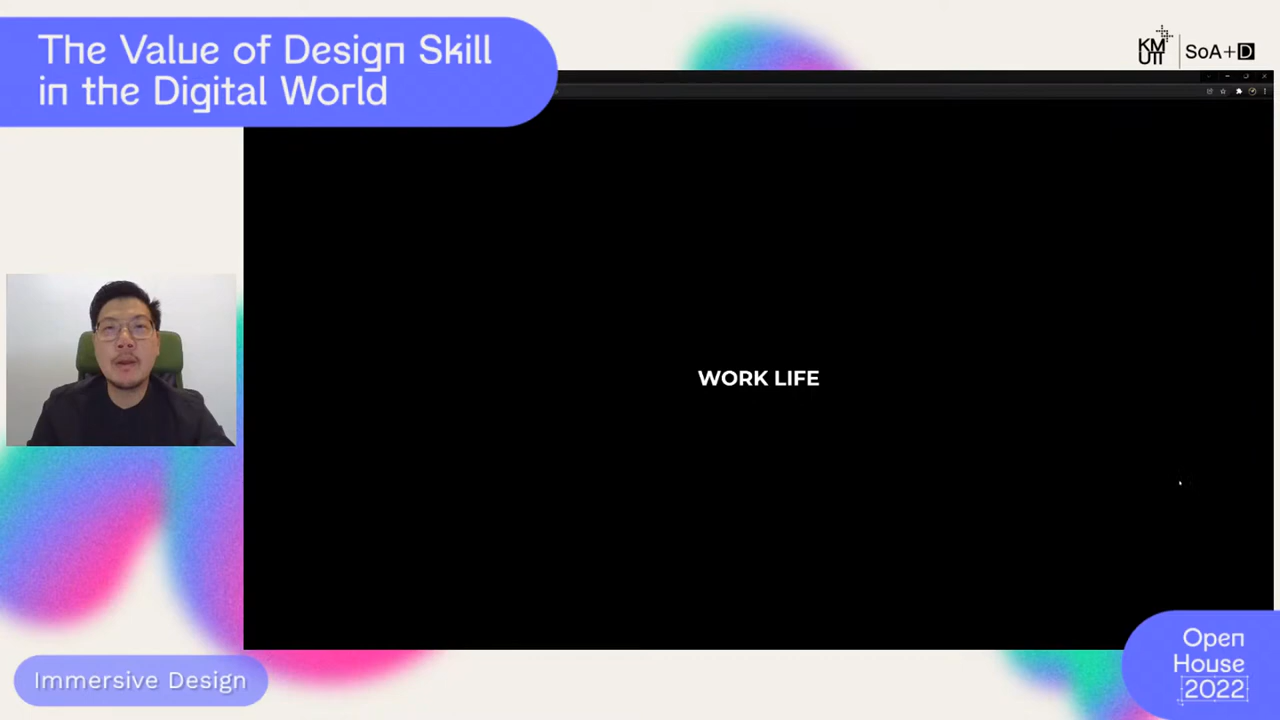 The Value of Design Skill
in the Digital World
KM
UTT
SoA+D
WORK LIFE
Immersive Design
Open
House
2022